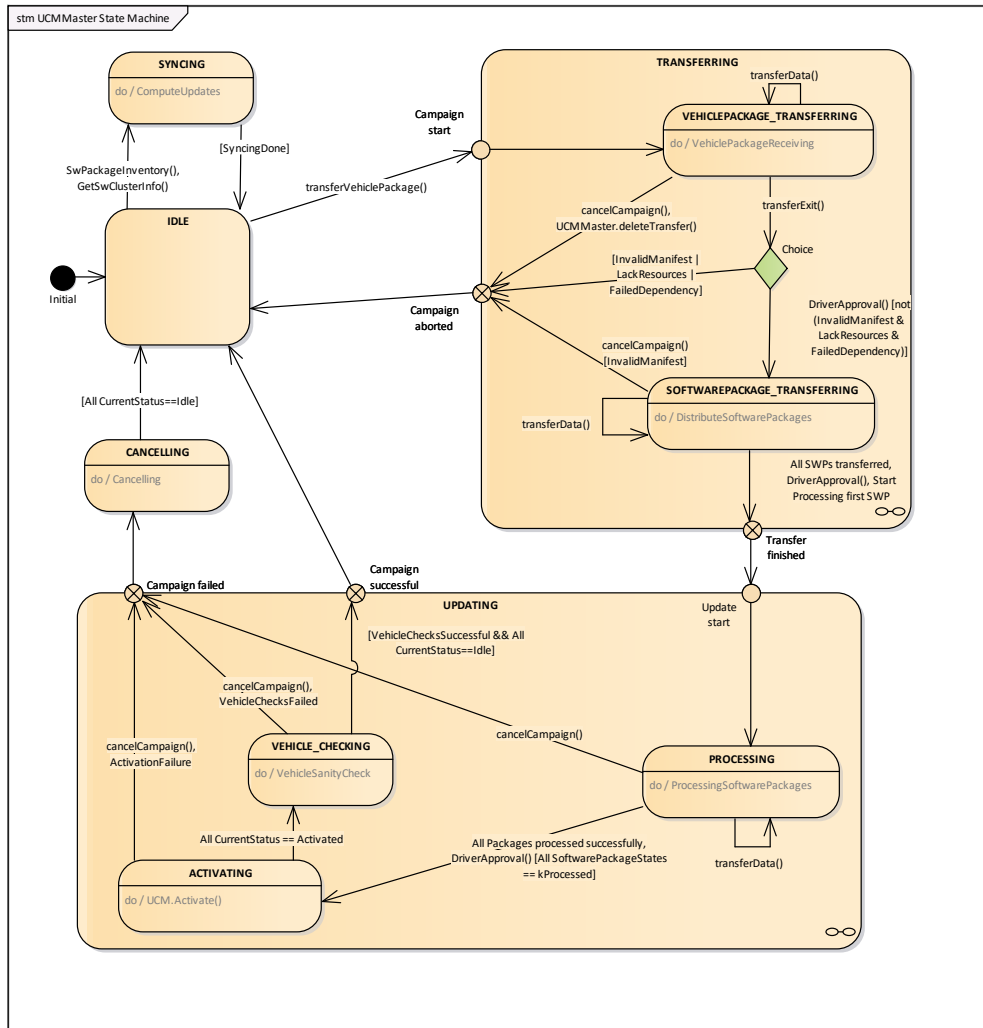 stm UCMMaster State Machine
SYNCING
do / ComputeUpdates
SwPackageInventory(),
GetSwClusterInfo()
[SyncingDone]
Campaign
start
transferVehiclePackage()
IDLE
Initial
TRANSFERRING
transferData()
VEHICLEPACKAGE_TRANSFERRING
do / VehiclePackageReceiving
cancelCampaign(),
UCMMaster.deleteTransfer()
transferExit()
Choice
[InvalidManifest |
LackResources |
FailedDependency]
Campaign
aborted
DriverApproval() [not
(InvalidManifest &
LackResources &
FailedDependency)]
cancelCampaign()
[InvalidManifest]
SOFTWAREPACKAGE_TRANSFERRING
do / DistributeSoftwarePackages
transferData()
All SWPs transferred,
DriverApproval(), Start
Processing first SWP
Transfer
finished
[All CurrentStatus==Idle]
CANCELLING
do / Cancelling
Campaign failed
Campaign
successful
Update
start
UPDATING
[VehicleChecksSuccessful && All
CurrentStatus==Idle]
cancelCampaign(),
VehicleChecksFailed
cancelCampaign()
cancelCampaign(),
ActivationFailure
VEHICLE_CHECKING
do / VehicleSanityCheck
PROCESSING
do / ProcessingSoftwarePackages
transferData()
All CurrentStatus == Activated
All Packages processed successfully,
DriverApproval() [All SoftwarePackageStates
== kProcessed]
ACTIVATING
do / UCM.Activate()